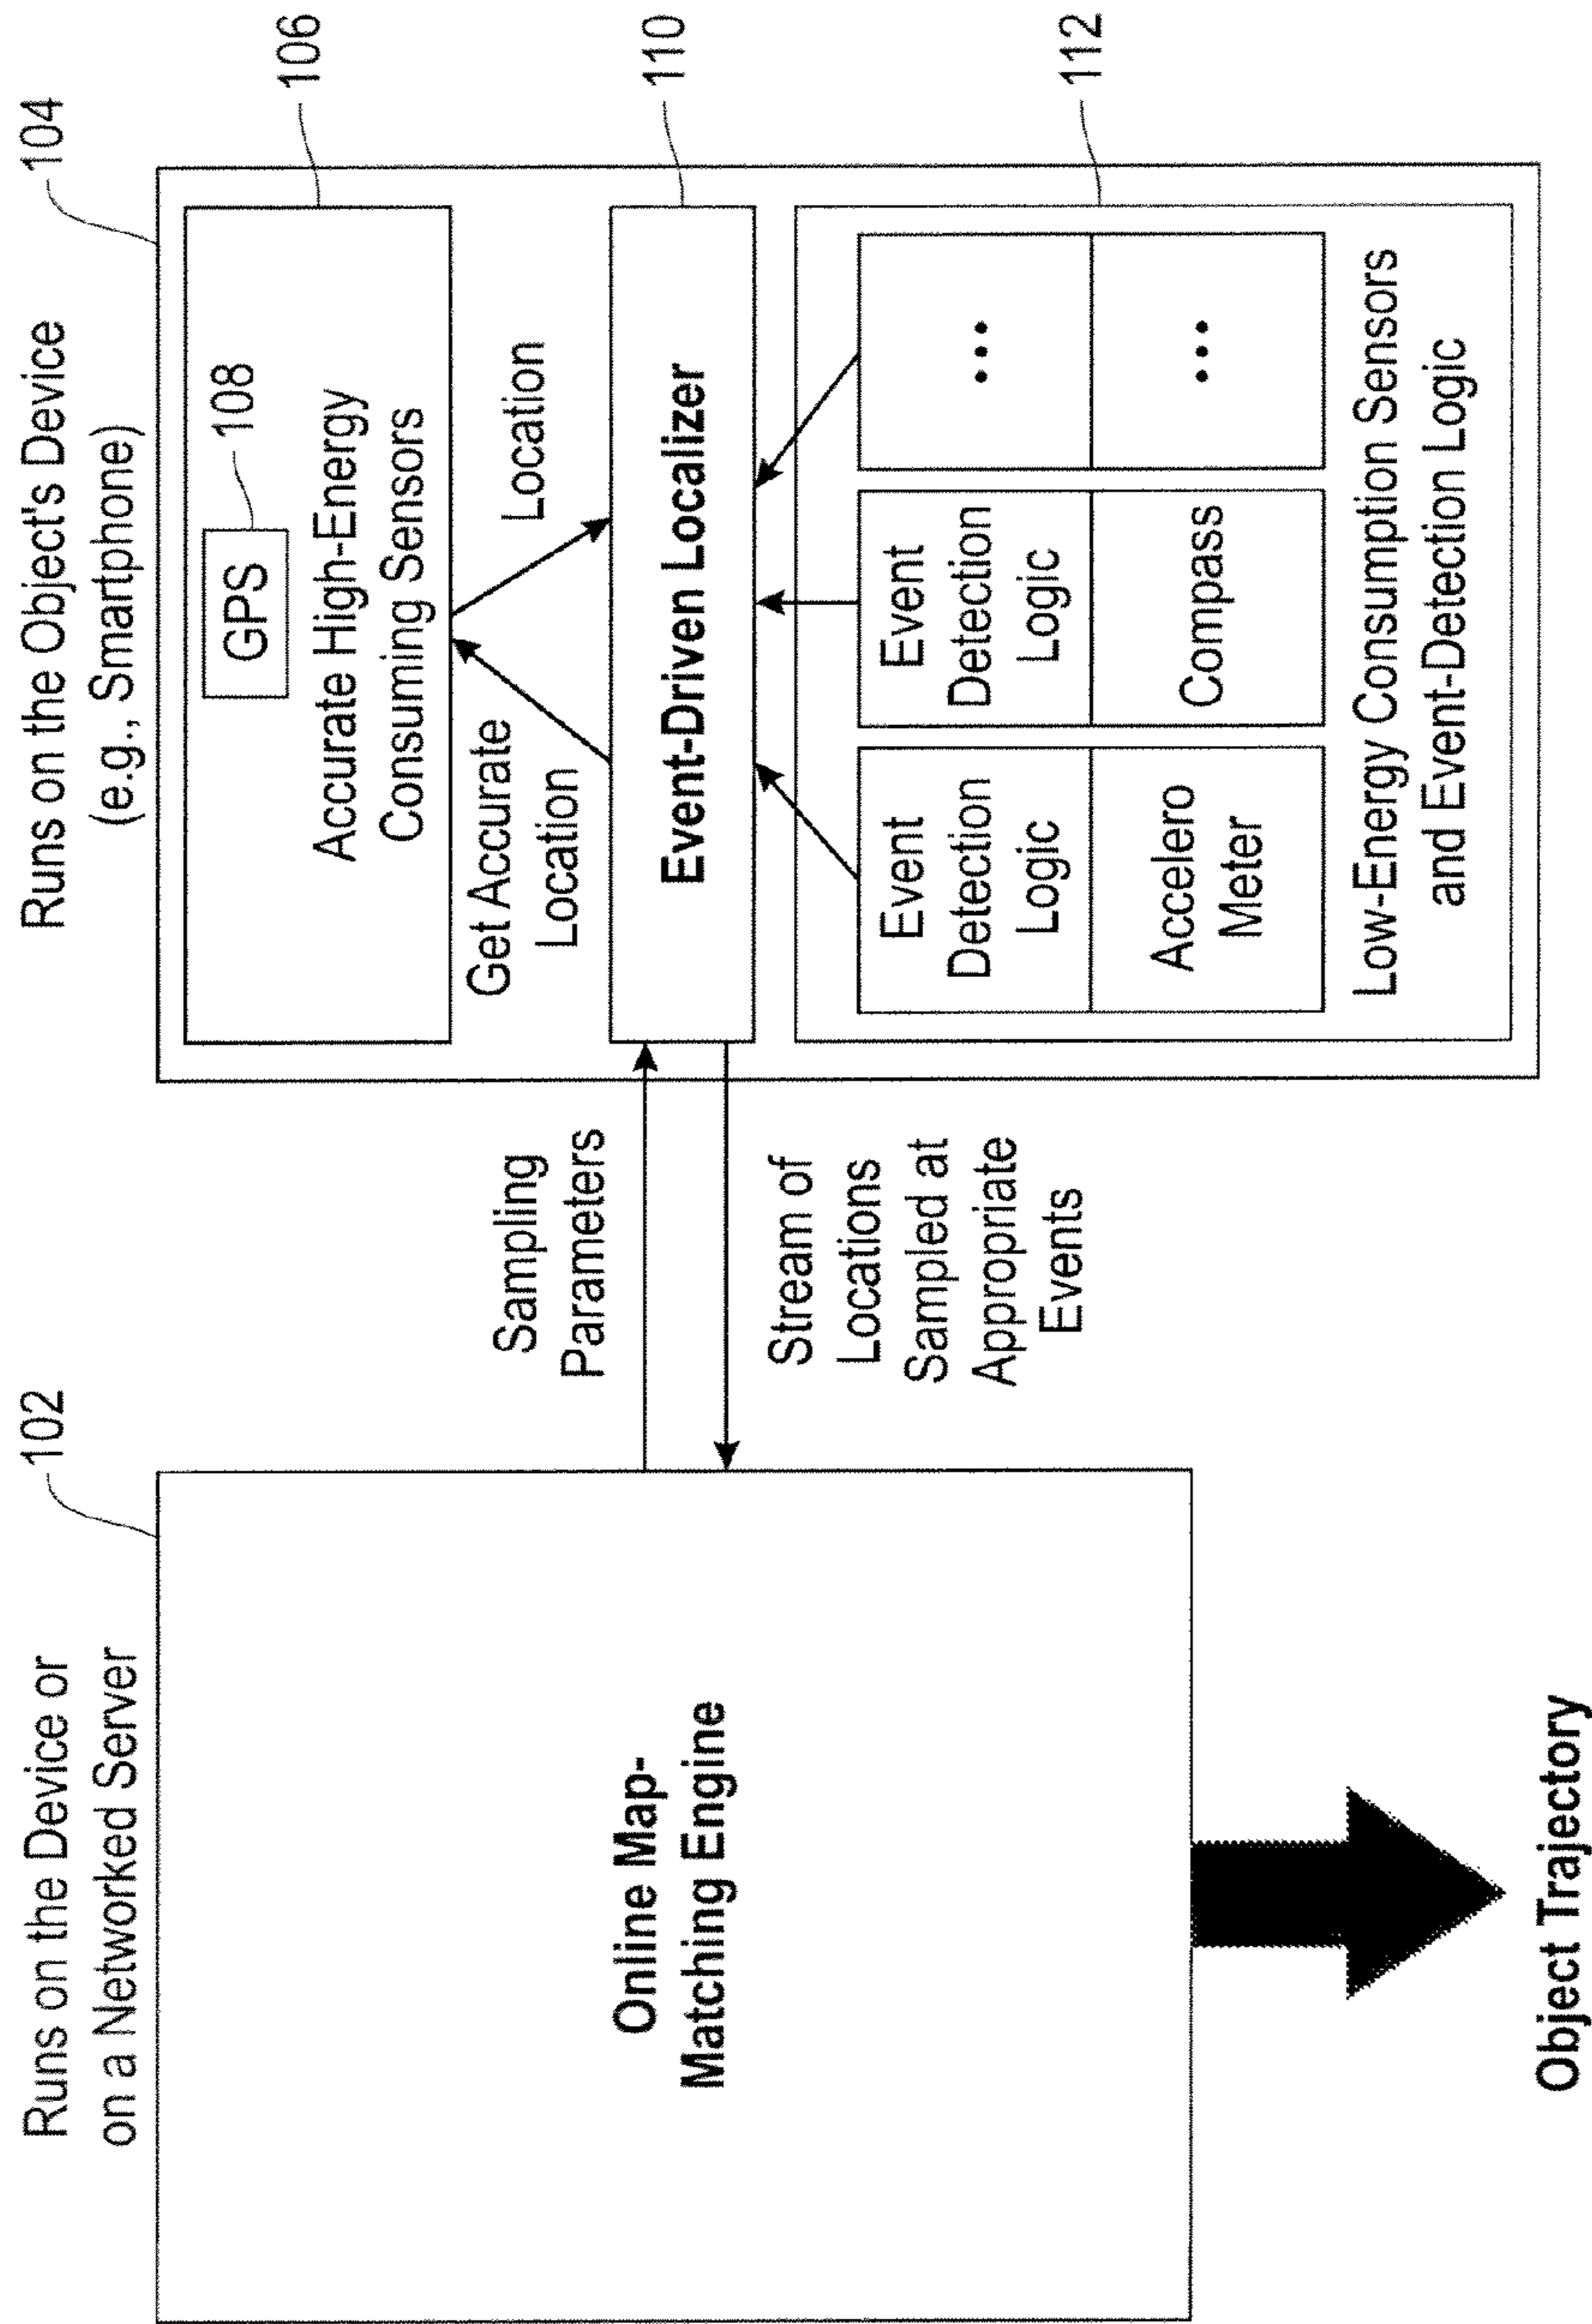 Runs on the Device or
on a Networked Server
102
Online Map-
Matching Engine
Object Trajectory
Sampling
Parameters
Stream of
Locations
Sampled at
Appropriate
Events
Runs on the Object's Device
(e.g., Smartphone)
104
GPS
108
Accurate High-Energy
Consuming Sensors
106
Get Accurate
Location
Location
Event-Driven Localizer
110
Event
Detection
Logic
Accelero
Meter
Event
Detection
Logic
Compass
...
...
Low-Energy Consumption Sensors
and Event-Detection Logic
112